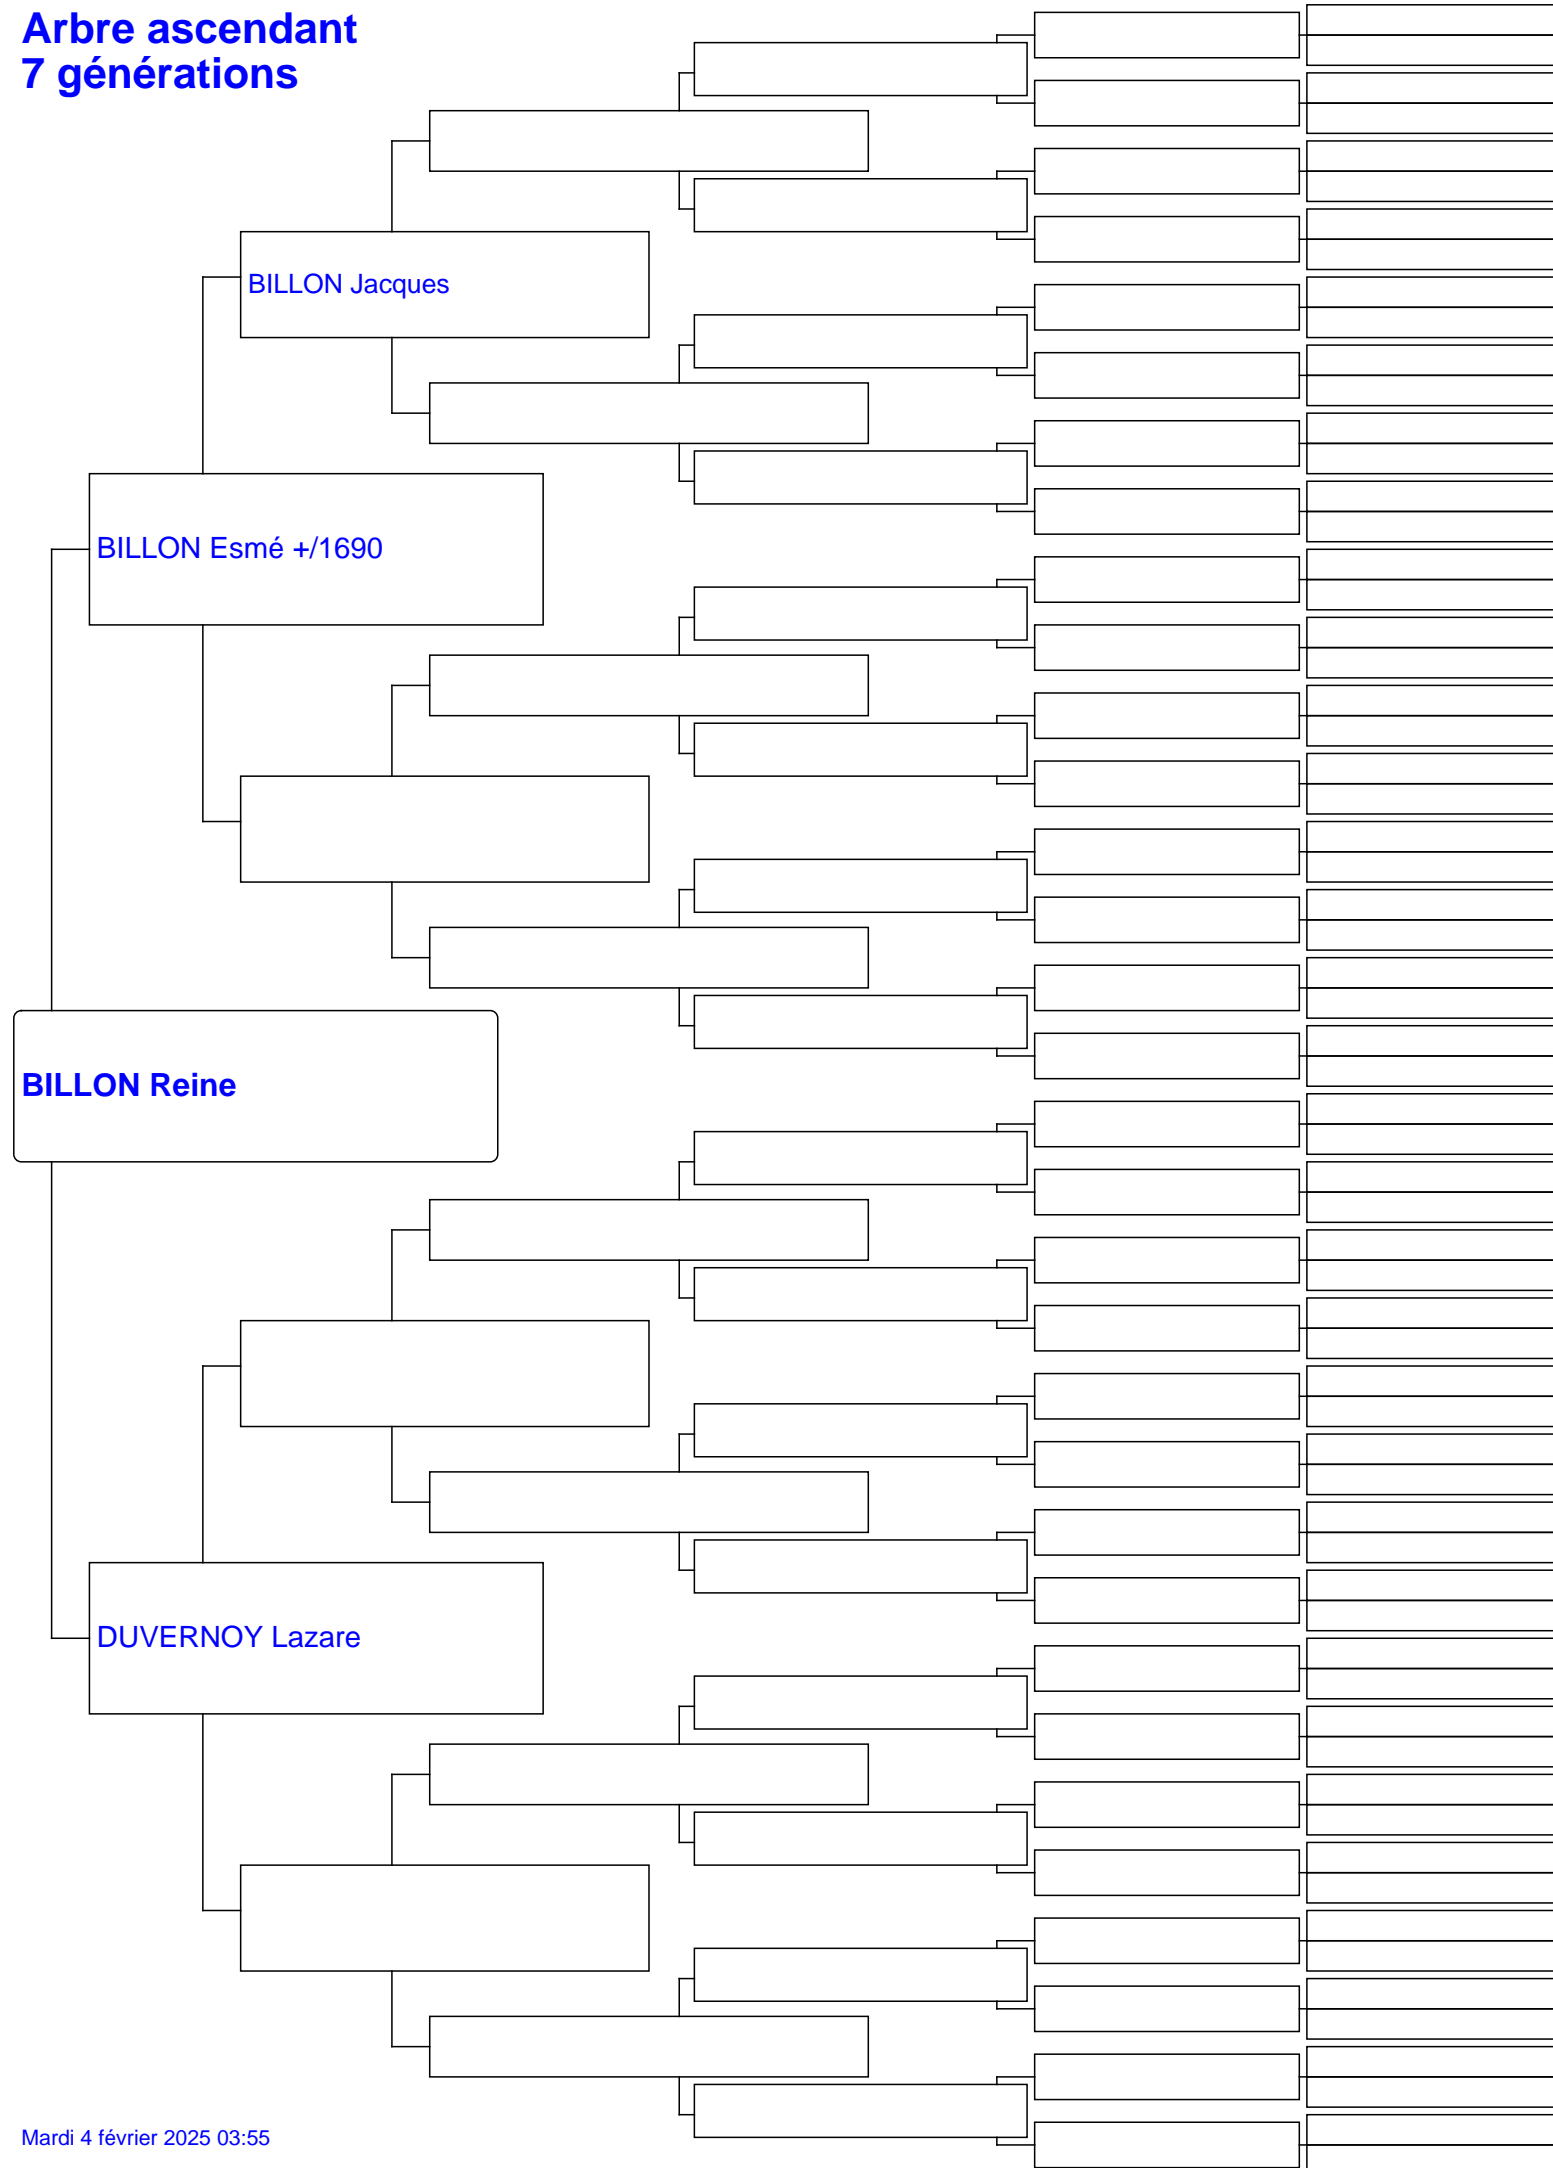 Arbre ascendant
7 générations
BILLON Jacques
BILLON Esmé +/1690
BILLON Reine
DUVERNOY Lazare
Mardi 4 février 2025 03:55